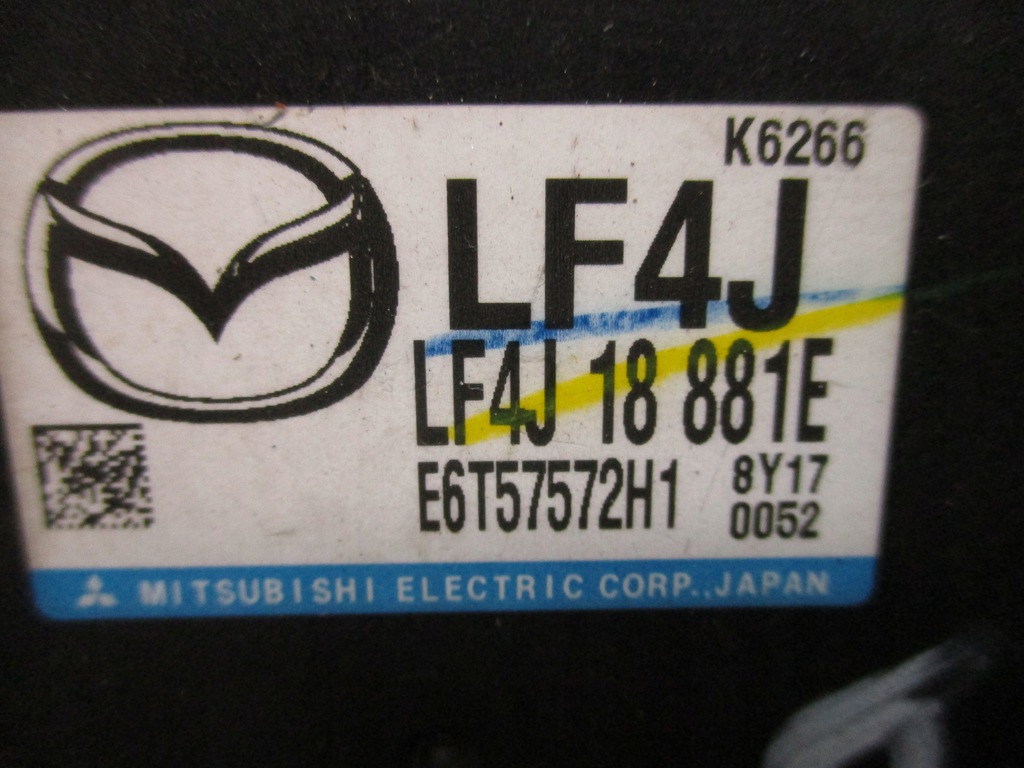 K6266
LF4J
LF4J 18 881E
E6T57572H1 8Y17
0052
MITSUBISHI ELECTRIC CORP.,JAPAN